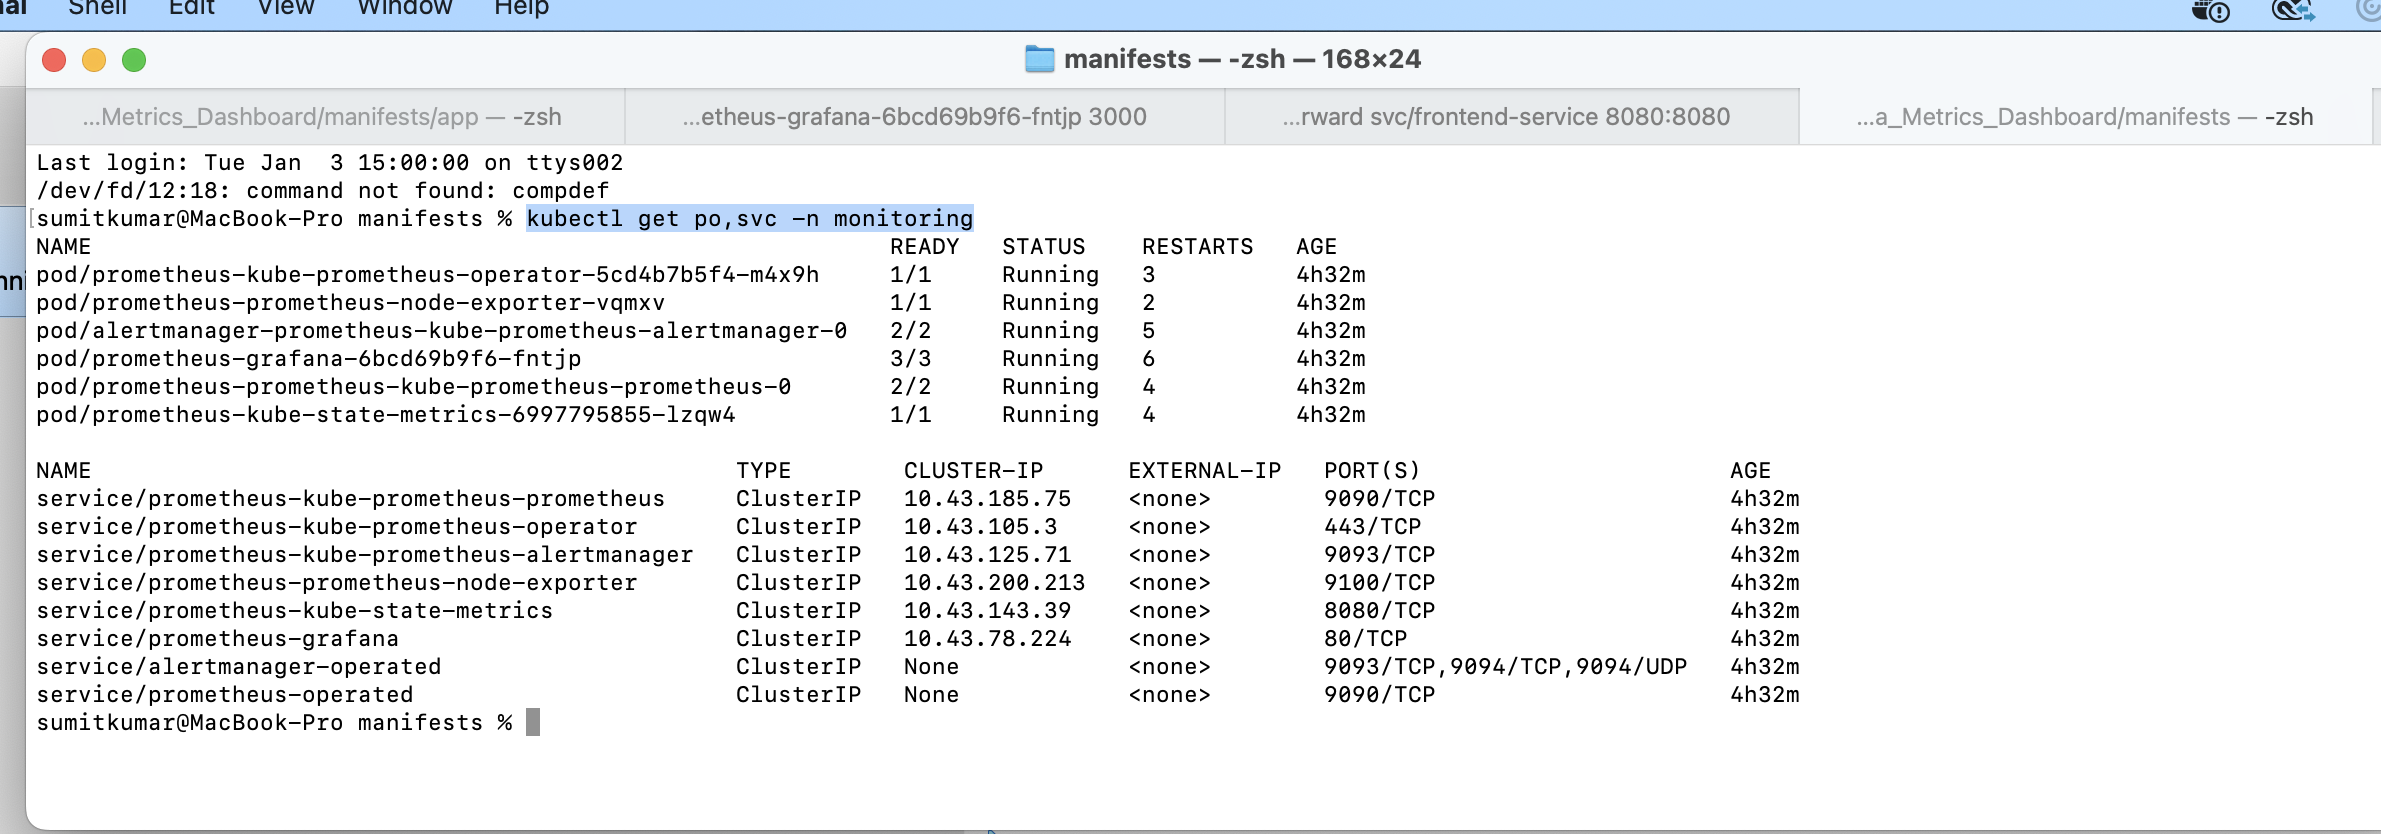 Shell Edit View Window Help
manifests — -zsh — 168×24
...Metrics_Dashboard/manifests/app — -zsh
...etheus-grafana-6bcd69b9f6-fntjp 3000
...rward svc/frontend-service 8080:8080
...a_Metrics_Dashboard/manifests — -zsh
Last login: Tue Jan  3 15:00:00 on ttys002
/dev/fd/12:18: command not found: compdef
[sumitkumar@MacBook-Pro manifests % kubectl get po,svc -n monitoring
NAME READY STATUS RESTARTS AGE
pod/prometheus-kube-prometheus-operator-5cd4b7b5f4-m4x9h 1/1 Running 3 4h32m
pod/prometheus-prometheus-node-exporter-vqmxv 1/1 Running 2 4h32m
pod/alertmanager-prometheus-kube-prometheus-alertmanager-0 2/2 Running 5 4h32m
pod/prometheus-grafana-6bcd69b9f6-fntjp 3/3 Running 6 4h32m
pod/prometheus-prometheus-kube-prometheus-prometheus-0 2/2 Running 4 4h32m
pod/prometheus-kube-state-metrics-6997795855-lzqw4 1/1 Running 4 4h32m
NAME TYPE CLUSTER-IP EXTERNAL-IP PORT(S) AGE
service/prometheus-kube-prometheus-prometheus ClusterIP 10.43.185.75 <none> 9090/TCP 4h32m
service/prometheus-kube-prometheus-operator ClusterIP 10.43.105.3 <none> 443/TCP 4h32m
service/prometheus-kube-prometheus-alertmanager ClusterIP 10.43.125.71 <none> 9093/TCP 4h32m
service/prometheus-prometheus-node-exporter ClusterIP 10.43.200.213 <none> 9100/TCP 4h32m
service/prometheus-kube-state-metrics ClusterIP 10.43.143.39 <none> 8080/TCP 4h32m
service/prometheus-grafana ClusterIP 10.43.78.224 <none> 80/TCP 4h32m
service/alertmanager-operated ClusterIP None <none> 9093/TCP,9094/TCP,9094/UDP 4h32m
service/prometheus-operated ClusterIP None <none> 9090/TCP 4h32m
sumitkumar@MacBook-Pro manifests %